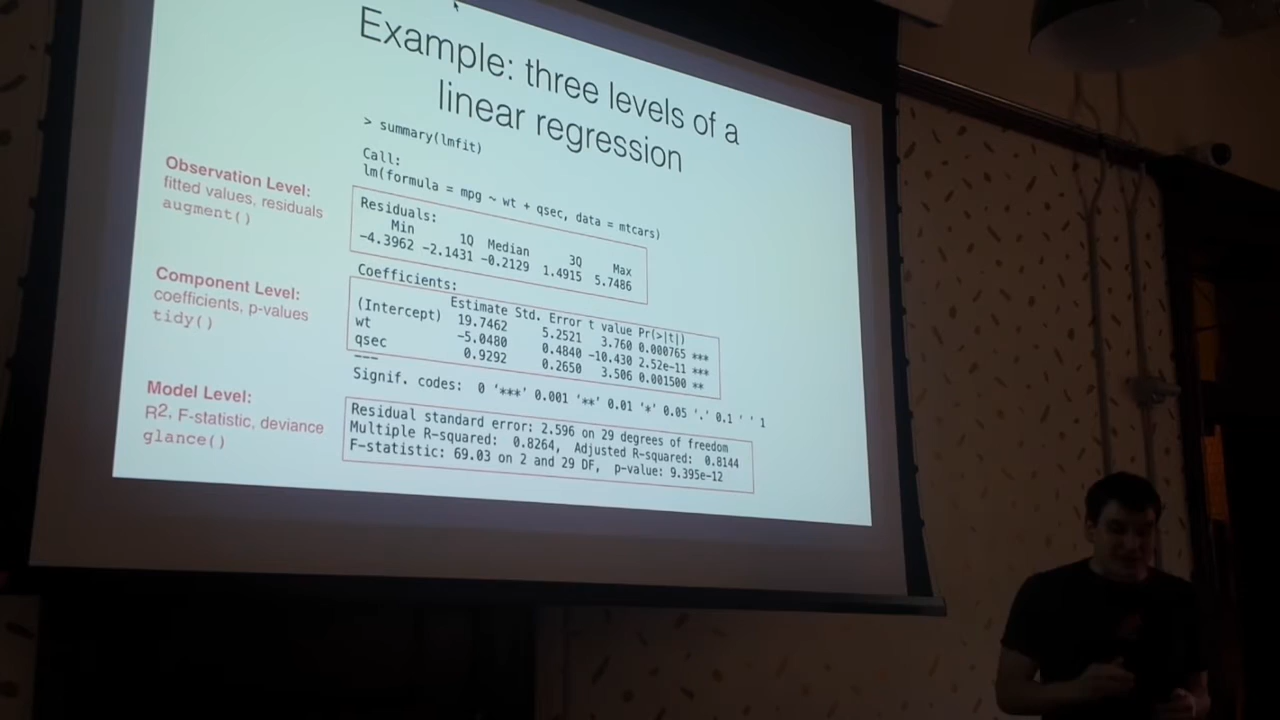 Example: three levels of a
linear regression
> summary(lmfit)
Call:
lm(formula = mpg ~ wt + qsec, data = mtcars)
Observation Level:
fitted values, residuals
augment()
Residuals:
Min 1Q Median 3Q Max
-4.3962 -2.1431 -0.2129 1.4915 5.7486
Component Level:
coefficients, p-values
tidy()
Coefficients:
Estimate Std. Error t value Pr(>|t|)
(Intercept) 19.7462 5.2521 3.760 0.000765 ***
wt -5.0480 0.4840 -10.430 2.52e-11 ***
qsec 0.9292 0.2650 3.506 0.001500 **
---
Signif. codes: 0 ‘***’ 0.001 ‘**’ 0.01 ‘*’ 0.05 ‘.’ 0.1 ‘ ’ 1
Model Level:
R2, F-statistic, deviance
glance()
Residual standard error: 2.596 on 29 degrees of freedom
Multiple R-squared: 0.8264, Adjusted R-squared: 0.8144
F-statistic: 69.03 on 2 and 29 DF, p-value: 9.395e-12